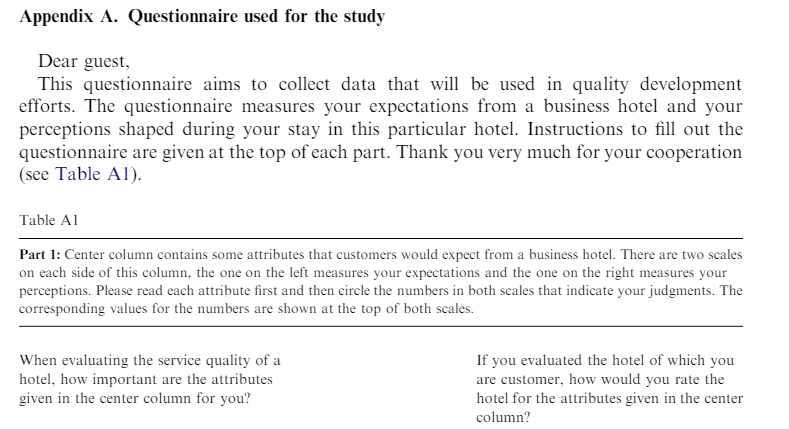 Appendix A. Questionnaire used for the study
Dear guest,
This questionnaire aims to collect data that will be used in quality development
efforts. The questionnaire measures your expectations from a business hotel and your
perceptions shaped during your stay in this particular hotel. Instructions to fill out the
questionnaire are given at the top of each part. Thank you very much for your cooperation
(see Table A1).
Table A1
Part 1: Center column contains some attributes that customers would expect from a business hotel. There are two scales
on each side of this column, the one on the left measures your expectations and the one on the right measures your
perceptions. Please read each attribute first and then circle the numbers in both scales that indicate your judgments. The
corresponding values for the numbers are shown at the top of both scales.
When evaluating the service quality of a
hotel, how important are the attributes
given in the center column for you?
If you evaluated the hotel of which you
are customer, how would you rate the
hotel for the attributes given in the center
column?